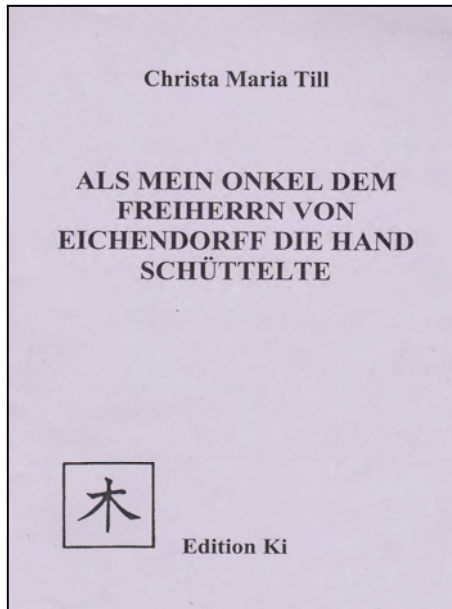 Christa Maria Till
ALS MEIN ONKEL DEM
FREIHERRN VON
EICHENDORFF DIE HAND
SCHÜTTELTE
木
Edition Ki